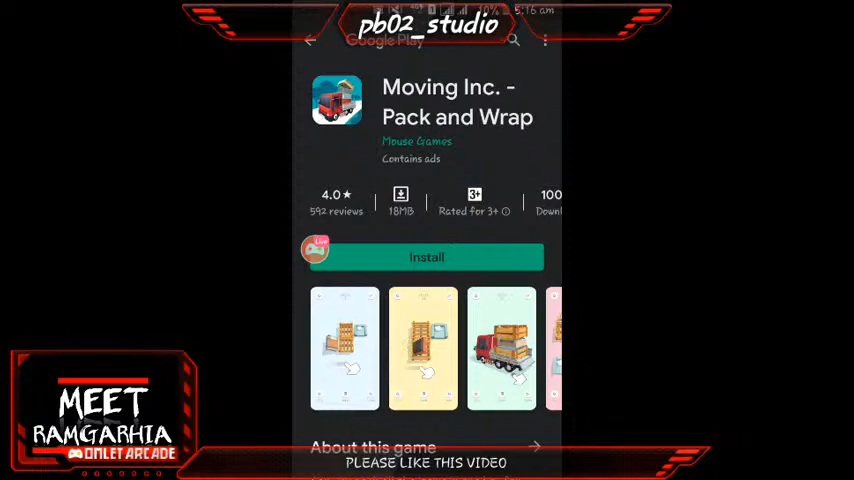 5:16 am
pb02_studio
Google Play
Moving Inc. -
Pack and Wrap
Mouse Games
Contains ads
4.0★
592 reviews
18MB
3+
Rated for 3+
100
Downl
Live
Install
About this game
MEET
RAMGARHIA
OMLET ARCADE
PLEASE LIKE THIS VIDEO